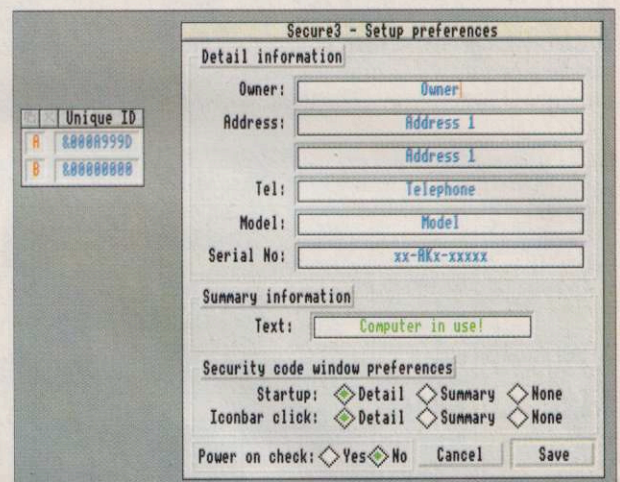 Secure3 - Setup preferences
Detail information
Owner: Owner
Address: Address 1
Address 1
Tel: Telephone
Model: Model
Serial No: xx-AKx-xxxxx
Summary information
Text: Computer in use!
Security code window preferences
Startup: Detail Summary None
Iconbar click: Detail Summary None
Power on check: Yes No Cancel Save
Unique ID
A &000A999D
B &00000000